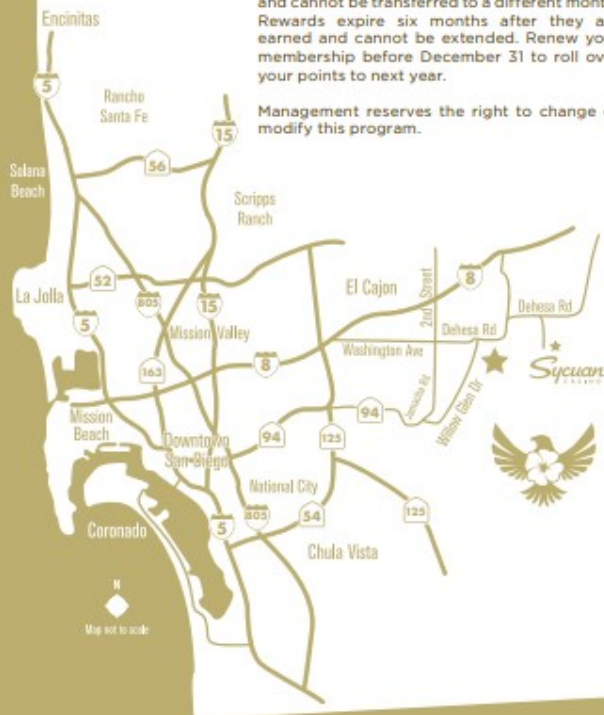 and cannot be transferred to a different
Rewards expire six months after they
earned and cannot be extended. Renew
membership before December 31 to roll
your points to next year.
Management reserves the right to change
modify this program.
Encinitas
5
Rancho
Santa Fe
15
56
Solana
Beach
Scripps
Ranch
La Jolla
52
805
15
5
El Cajon
2nd Street
8
Dehesa Rd
Dehesa Rd
Mission Valley
Washington Ave
163
8
Sycuan
CASINO
Jamacha Rd
Willow Glen Dr
94
Mission
Beach
Downtown
San Diego
94
125
National City
805
54
125
5
Coronado
Chula Vista
N
Map not to scale